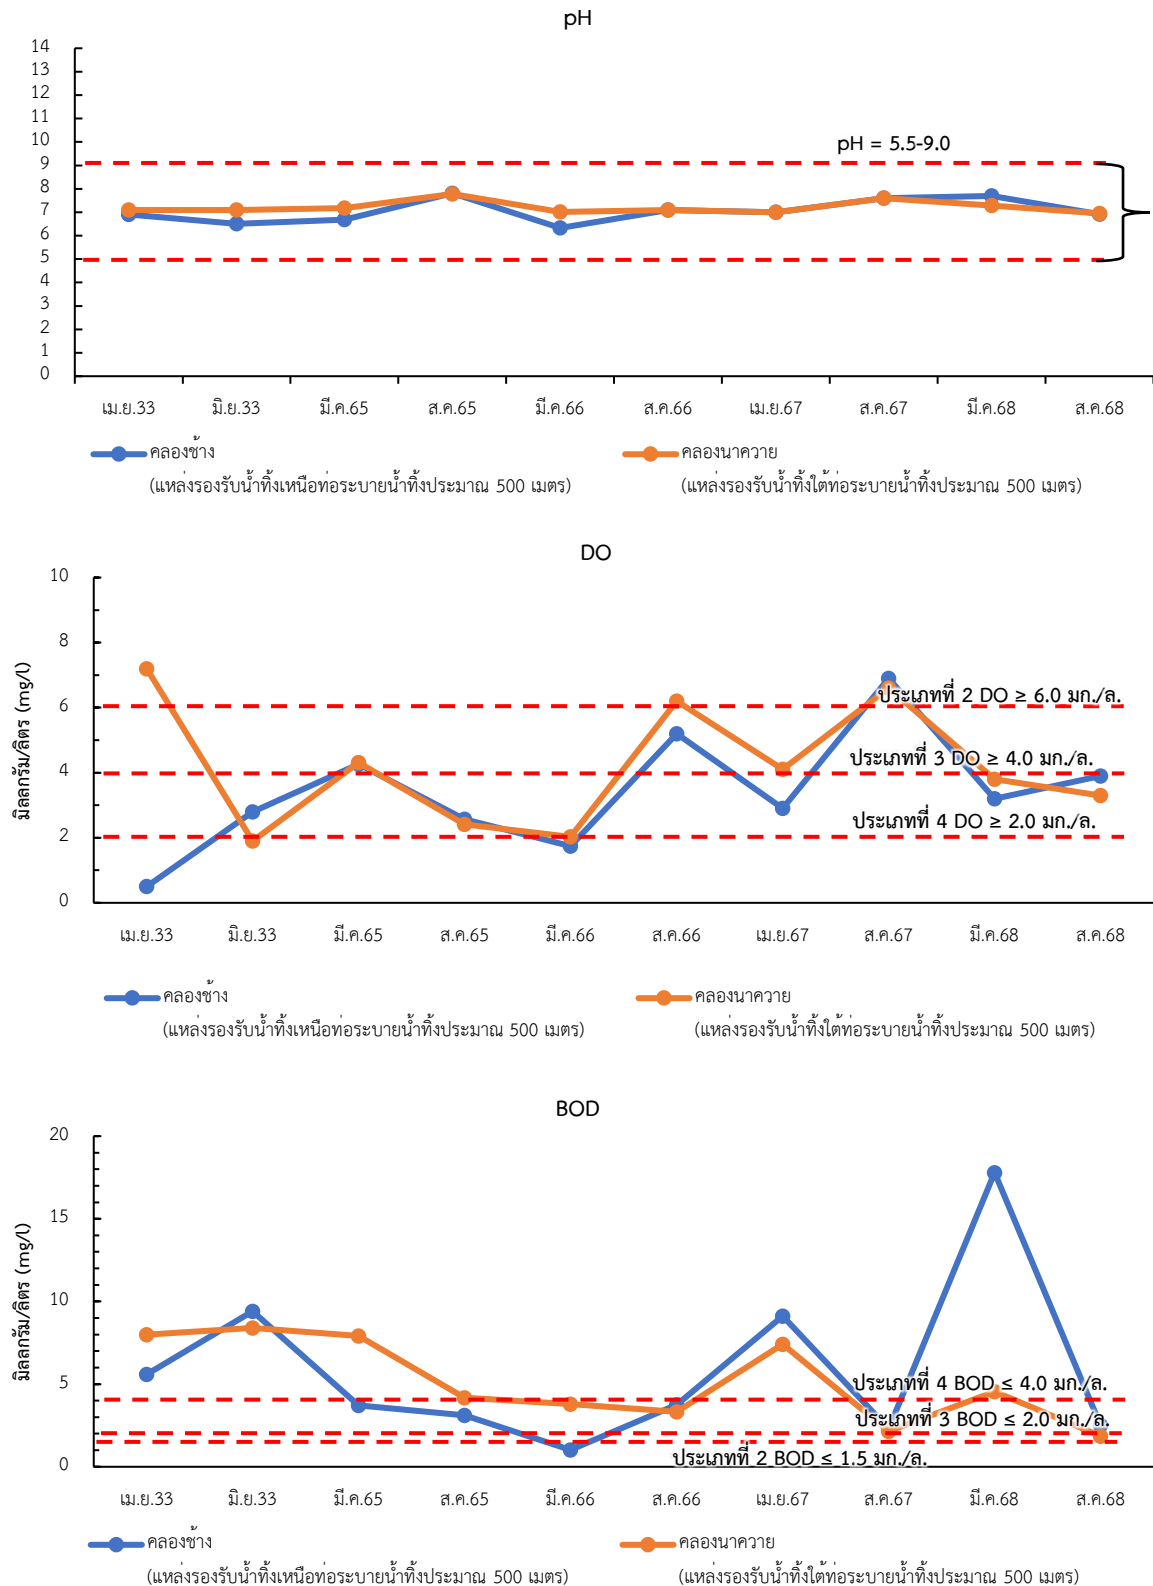 pH
14
13
12
11
10
9
8
7
6
5
4
3
2
1
0
pH = 5.5-9.0
เม.ย.33 มิ.ย.33 มี.ค.65 ส.ค.65 มี.ค.66 ส.ค.66 เม.ย.67 ส.ค.67 มี.ค.68 ส.ค.68
คลองช้าง คลองนาควาย
(แหล่งรองรับน้ำทิ้งเหนือท่อระบายน้ำทิ้งประมาณ 500 เมตร) (แหล่งรองรับน้ำทิ้งใต้ท่อระบายน้ำทิ้งประมาณ 500 เมตร)
DO
มิลลกรัม/ลิตร (mg/l)
10
8
6
4
2
0
ประเภทที่ 2 DO ≥ 6.0 มก./ล.
ประเภทที่ 3 DO ≥ 4.0 มก./ล.
ประเภทที่ 4 DO ≥ 2.0 มก./ล.
เม.ย.33 มิ.ย.33 มี.ค.65 ส.ค.65 มี.ค.66 ส.ค.66 เม.ย.67 ส.ค.67 มี.ค.68 ส.ค.68
คลองช้าง คลองนาควาย
(แหล่งรองรับน้ำทิ้งเหนือท่อระบายน้ำทิ้งประมาณ 500 เมตร) (แหล่งรองรับน้ำทิ้งใต้ท่อระบายน้ำทิ้งประมาณ 500 เมตร)
BOD
มิลลกรัม/ลิตร (mg/l)
20
15
10
5
0
ประเภทที่ 4 BOD ≤ 4.0 มก./ล.
ประเภทที่ 3 BOD ≤ 2.0 มก./ล.
ประเภทที่ 2 BOD ≤ 1.5 มก./ล.
เม.ย.33 มิ.ย.33 มี.ค.65 ส.ค.65 มี.ค.66 ส.ค.66 เม.ย.67 ส.ค.67 มี.ค.68 ส.ค.68
คลองช้าง คลองนาควาย
(แหล่งรองรับน้ำทิ้งเหนือท่อระบายน้ำทิ้งประมาณ 500 เมตร) (แหล่งรองรับน้ำทิ้งใต้ท่อระบายน้ำทิ้งประมาณ 500 เมตร)